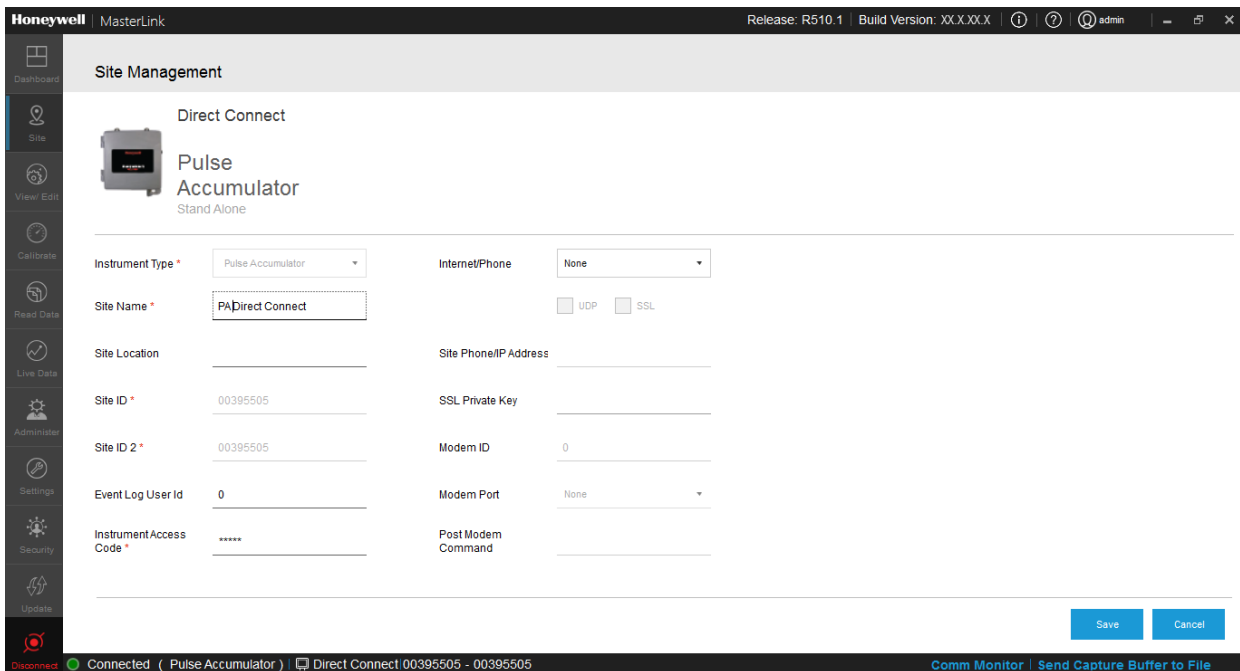 Honeywell | MasterLink
Release: R510.1 | Build Version: XX.X.XX.X
admin
Dashboard
Site
View/ Edit
Calibrate
Read Data
Live Data
Administer
Settings
Security
Update
Disconnect
Site Management
Direct Connect
Pulse
Accumulator
Stand Alone
Instrument Type * Pulse Accumulator
Internet/Phone None
Site Name * PADirect Connect
UDP SSL
Site Location
Site Phone/IP Address
Site ID * 00395505
SSL Private Key
Site ID 2 * 00395505
Modem ID 0
Event Log User Id 0
Modem Port None
Instrument Access
Code * *****
Post Modem
Command
Save Cancel
Connected ( Pulse Accumulator ) | Direct Connect|00395505 - 00395505
Comm Monitor | Send Capture Buffer to File